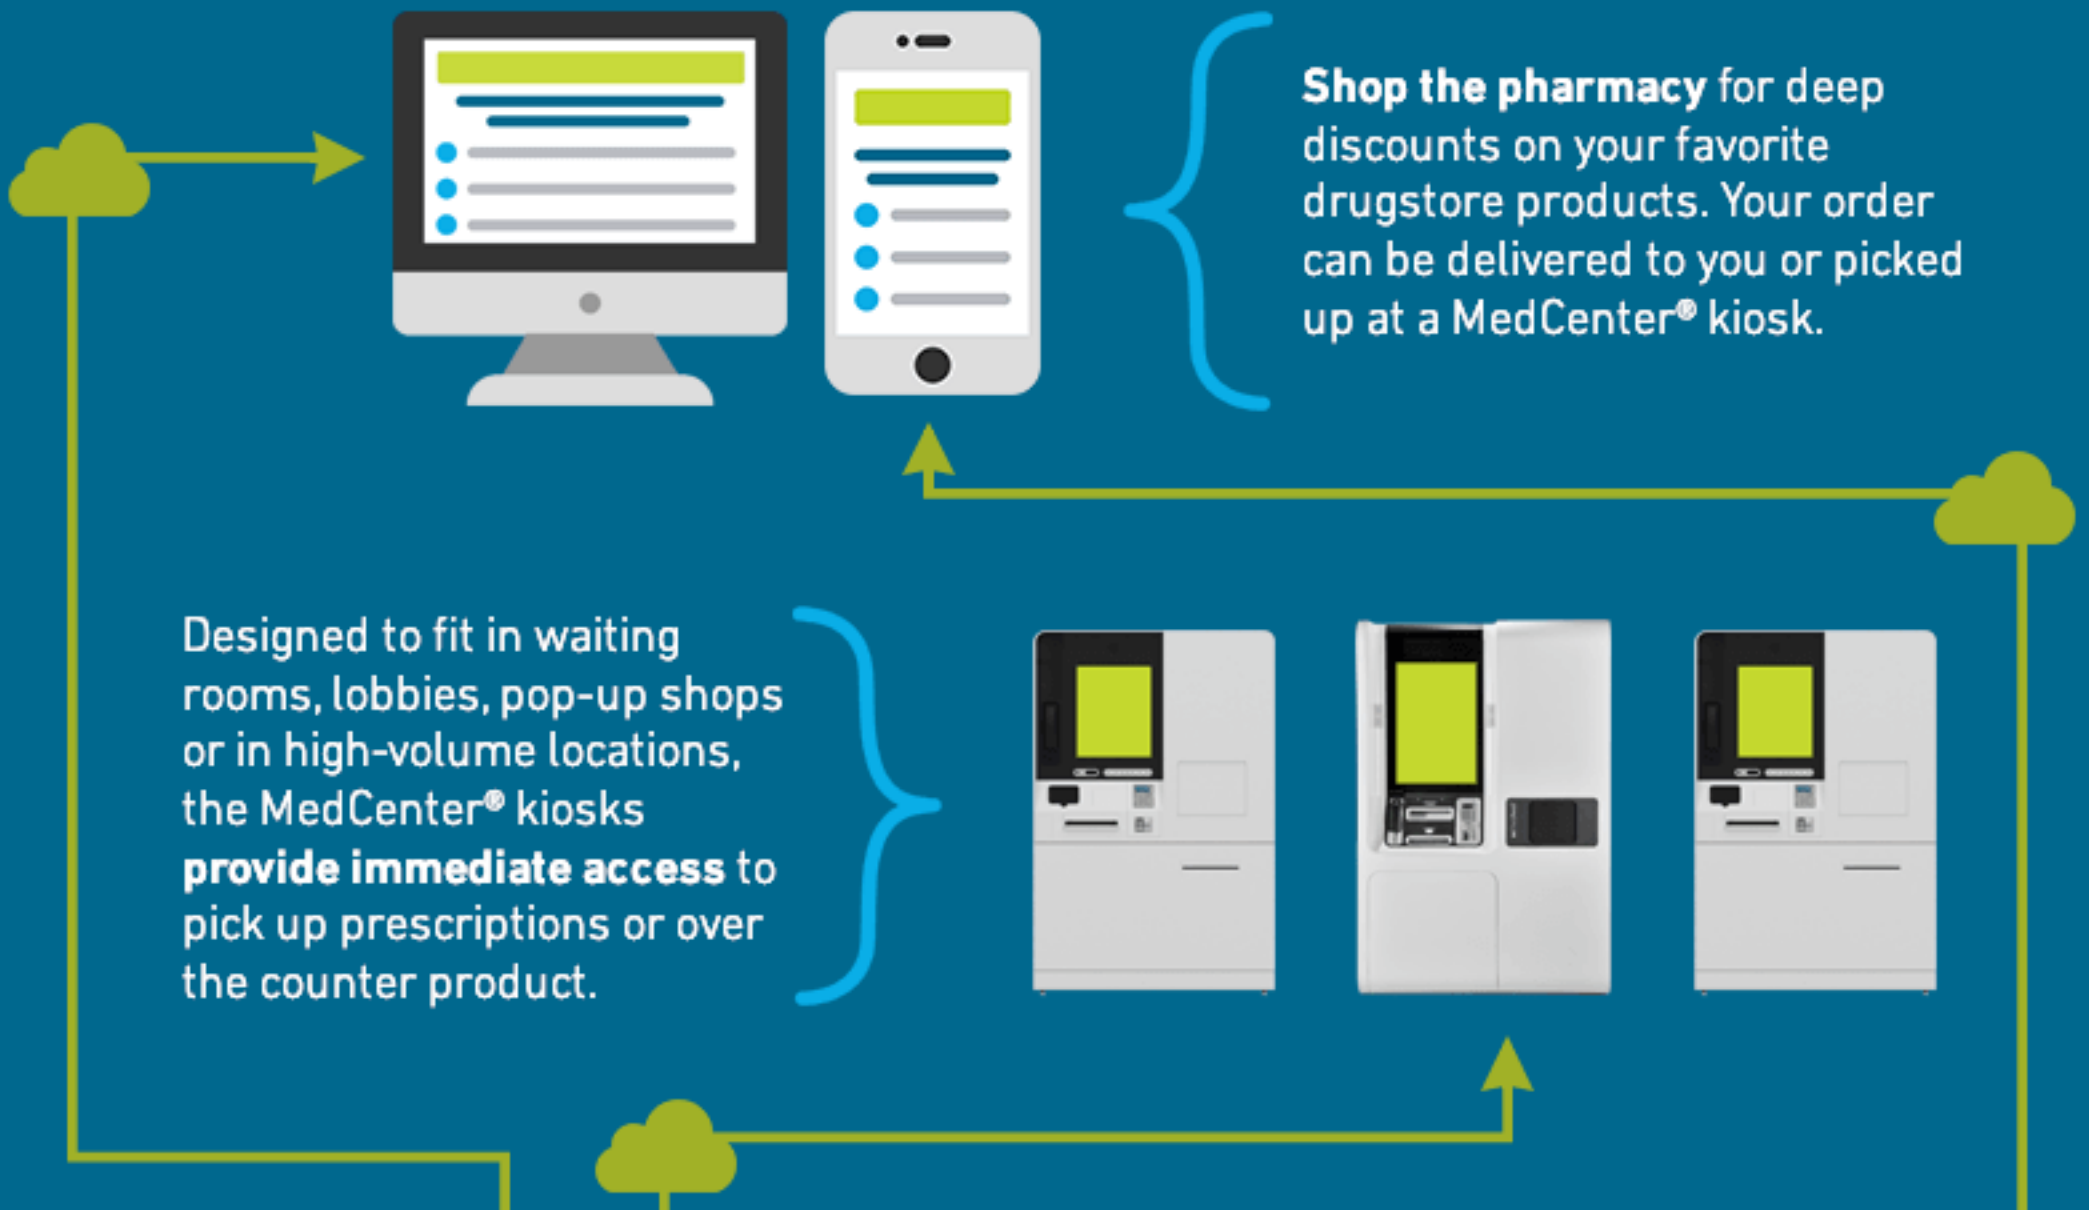 Shop the pharmacy for deep
discounts on your favorite
drugstore products. Your order
can be delivered to you or picked
up at a MedCenter® kiosk.
Designed to fit in waiting
rooms, lobbies, pop-up shops
or in high-volume locations,
the MedCenter® kiosks
provide immediate access to
pick up prescriptions or over
the counter product.